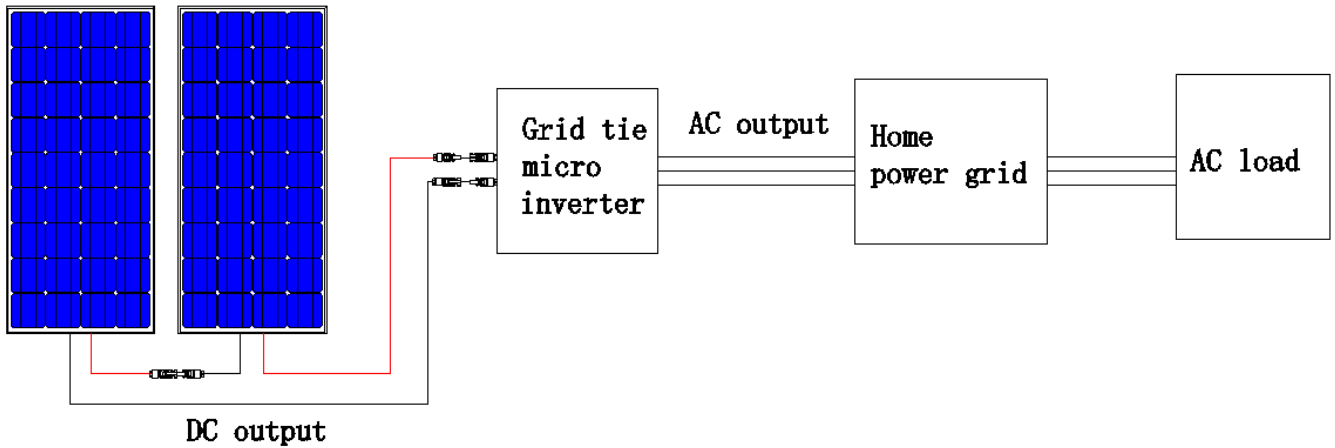 Grid tie
micro
inverter
AC output
Home
power grid
AC load
DC output